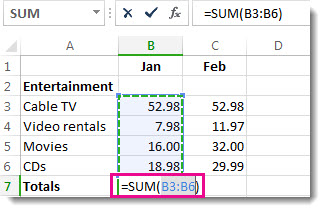 SUM =SUM(B3:B6)
A B C D
1 Jan Feb
2 Entertainment
3 Cable TV 52.98 52.98
4 Video rentals 7.98 11.97
5 Movies 16.00 32.00
6 CDs 18.98 29.99
7 Totals =SUM(B3:B6)